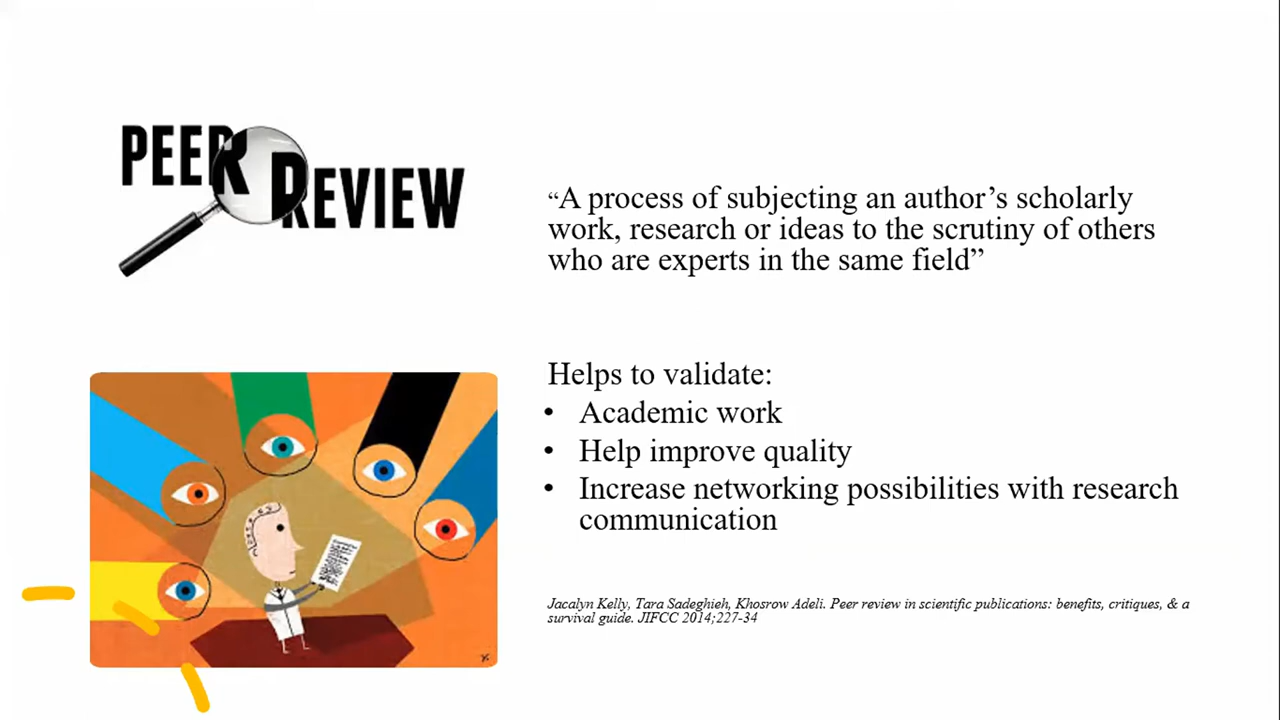 PEER REVIEW
“A process of subjecting an author’s scholarly
work, research or ideas to the scrutiny of others
who are experts in the same field”
Helps to validate:
• Academic work
• Help improve quality
• Increase networking possibilities with research
communication
Jacalyn Kelly, Tara Sadeghieh, Khosrow Adeli. Peer review in scientific publications: benefits, critiques, & a
survival guide. JIFCC 2014;227-34